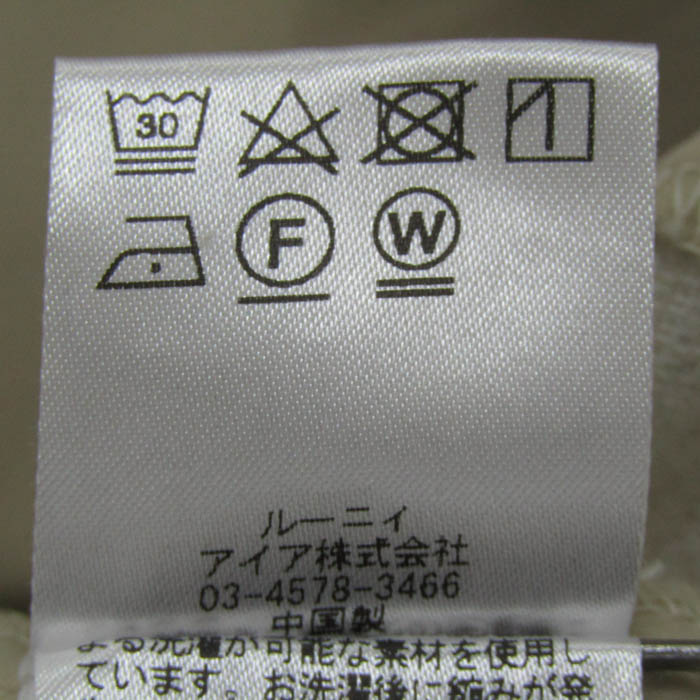 30
F W
ルーニィ
アイア株式会社
03-4578-3466
中国製
よる洗濯が可能な素材を使用し
ています。お洗濯後に縮みが発